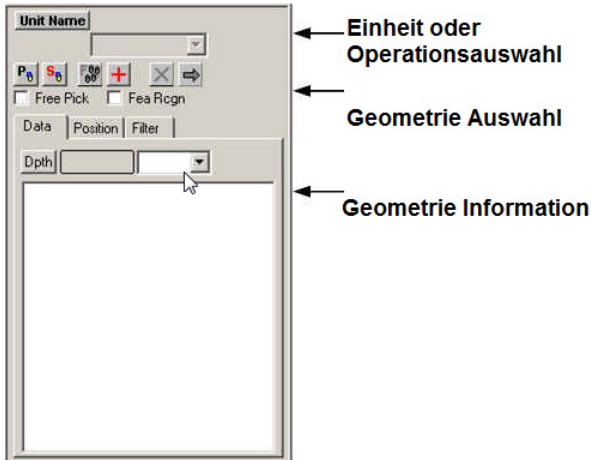 Unit Name
Einheit oder
Operationsauswahl
P S F
Free Pick Fea Rcgn
Geometrie Auswahl
Data Position Filter
Dpth
Geometrie Information